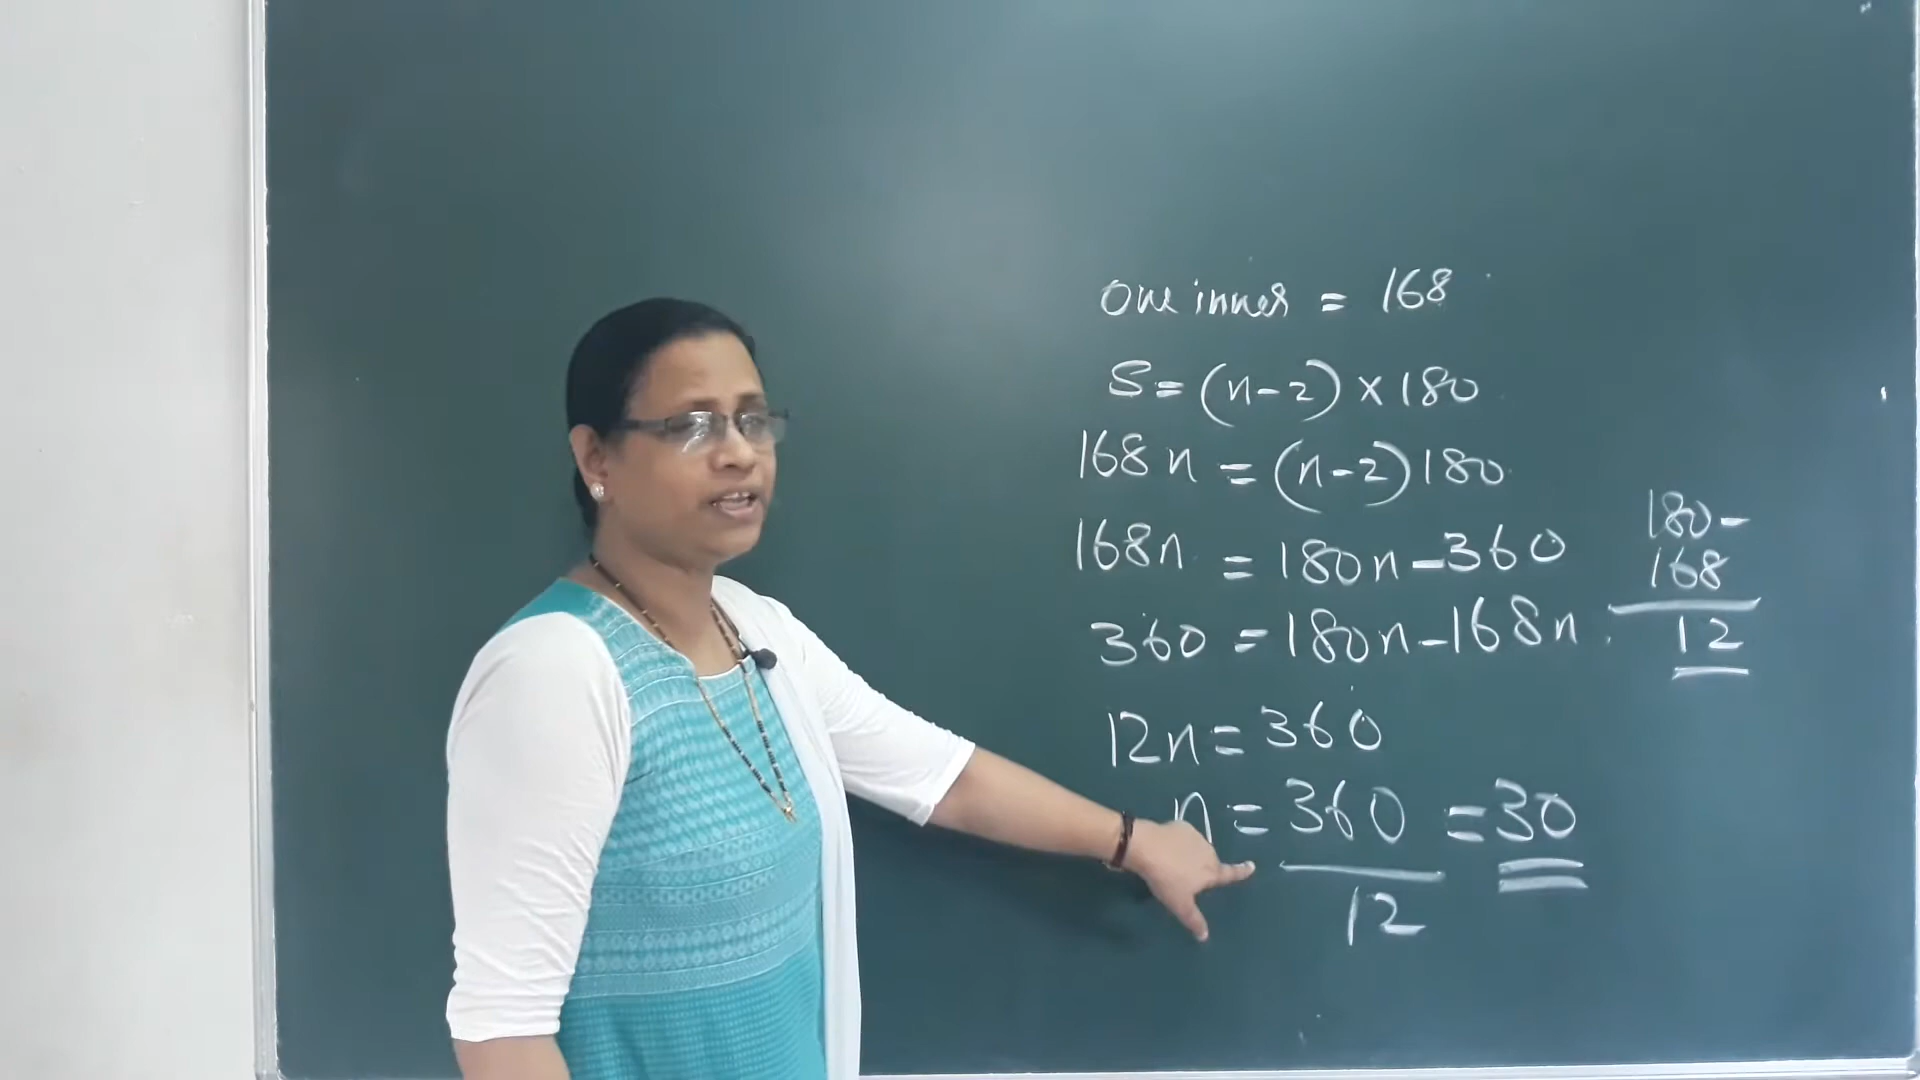 One inner = 168
S = (n-2) × 180
168n = (n-2)180
168n = 180n-360
360 = 180n-168n
12n = 360
n = 360/12 = 30
180-
168
12